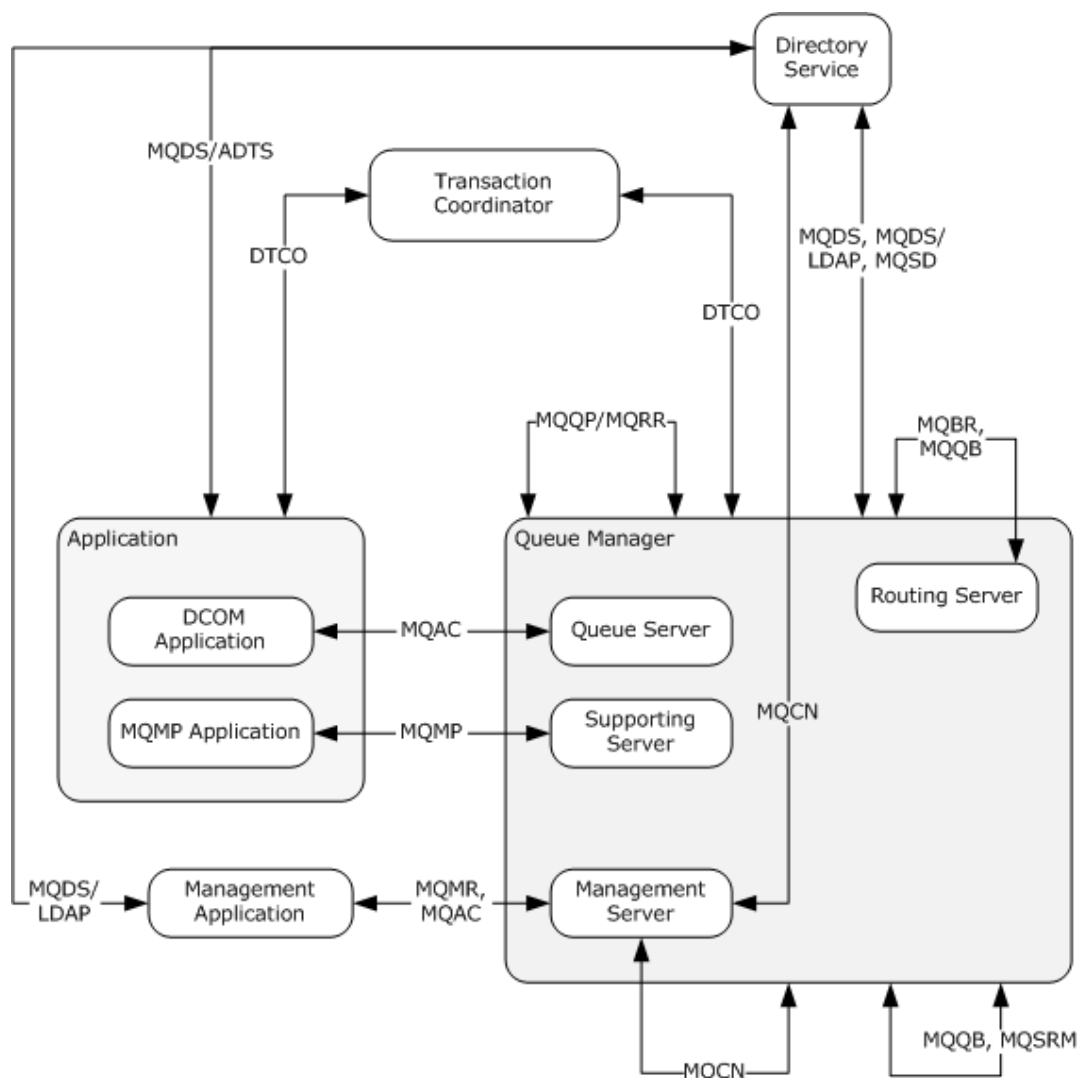 Directory
Service
MQDS/ADTS
Transaction
Coordinator
DTCO
MQDS, MQDS/
LDAP, MQSD
DTCO
MQQP/MQRR
MQBR,
MQQB
Application
Queue Manager
DCOM
Application
MQAC
Queue Server
Routing Server
MQMP Application
MQMP
Supporting
Server
MQCN
MQDS/
LDAP
Management
Application
MQMR,
MQAC
Management
Server
MQQB, MQSRM
MQCN